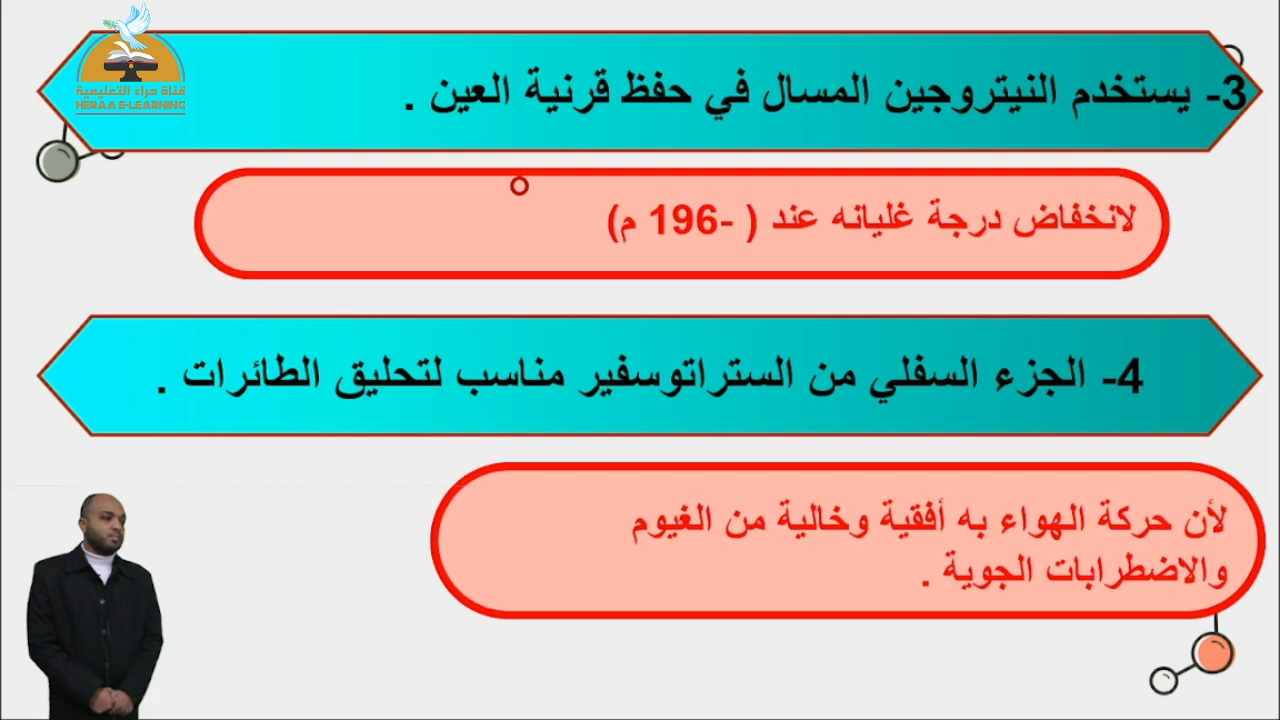 قناة حراء التعليمية
HERAA E-LEARNING
3- يستخدم النيتروجين المسال في حفظ قرنية العين .
لانخفاض درجة غليانه عند ( -196 م)
4- الجزء السفلي من الستراتوسفير مناسب لتحليق الطائرات .
لأن حركة الهواء به أفقية وخالية من الغيوم
والاضطرابات الجوية .